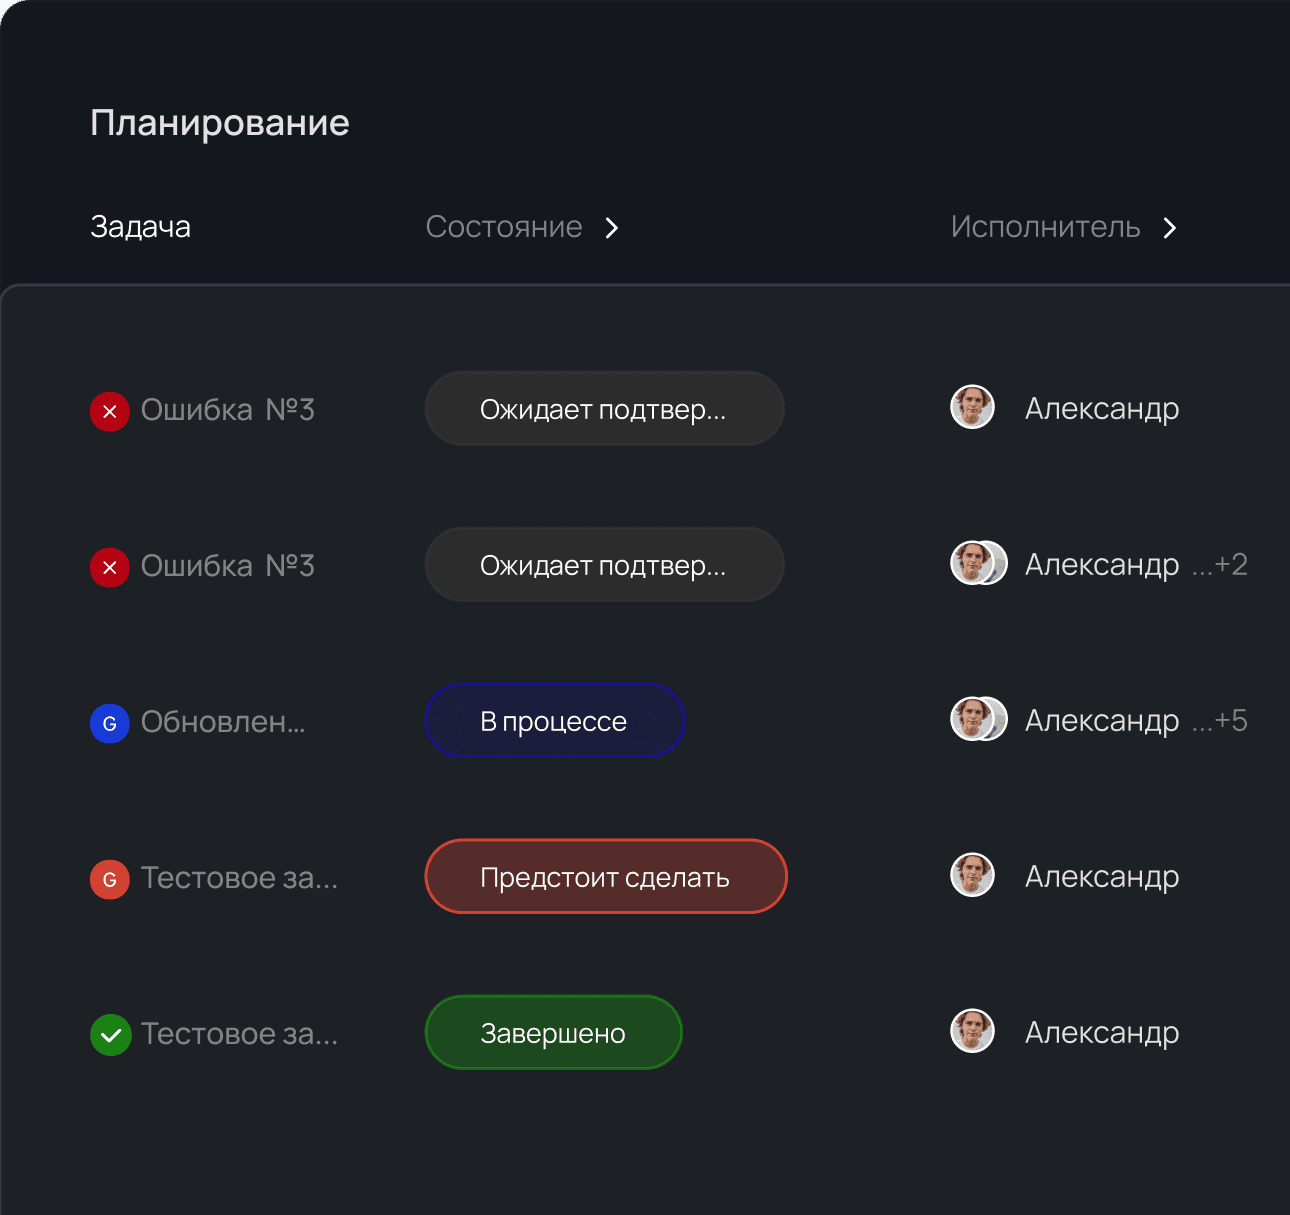 Планирование
Задача Состояние Исполнитель
Ошибка №3 Ожидает подтвер... Александр
Ошибка №3 Ожидает подтвер... Александр ...+2
G Обновлен... В процессе Александр ...+5
G Тестовое за... Предстоит сделать Александр
Тестовое за... Завершено Александр